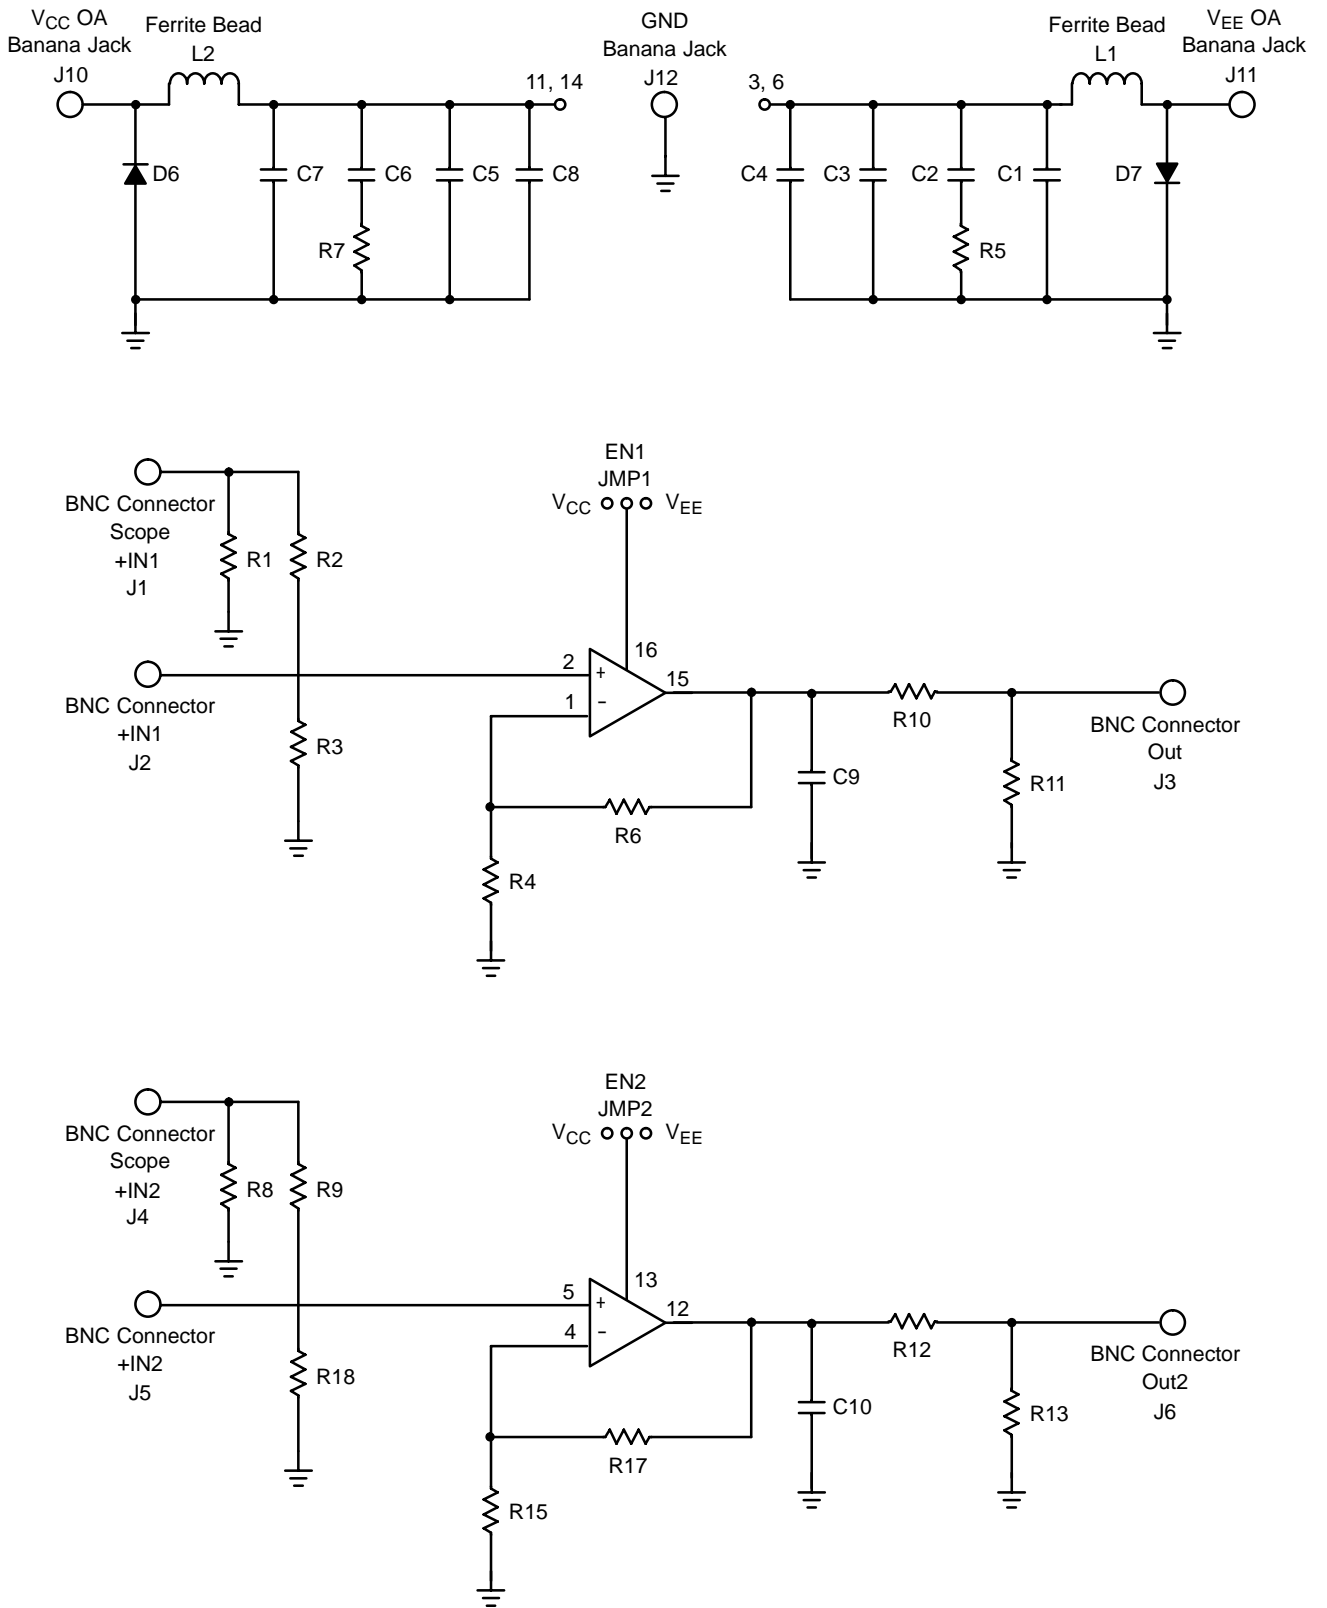 VCC OA
Banana Jack
J10
Ferrite Bead
L2
11, 14
GND
Banana Jack
J12
3, 6
Ferrite Bead
L1
VEE OA
Banana Jack
J11
D6
C7
C6
C5
C8
C4
C3
C2
C1
D7
R7
R5
EN1
JMP1
VCC
VEE
BNC Connector
Scope
+IN1
J1
R1
R2
16
2
+
15
1
−
BNC Connector
+IN1
J2
R3
R10
BNC Connector
Out
J3
C9
R11
R6
R4
EN2
JMP2
VCC
VEE
BNC Connector
Scope
+IN2
J4
R8
R9
13
5
+
12
4
−
BNC Connector
+IN2
J5
R18
R12
BNC Connector
Out2
J6
C10
R13
R17
R15